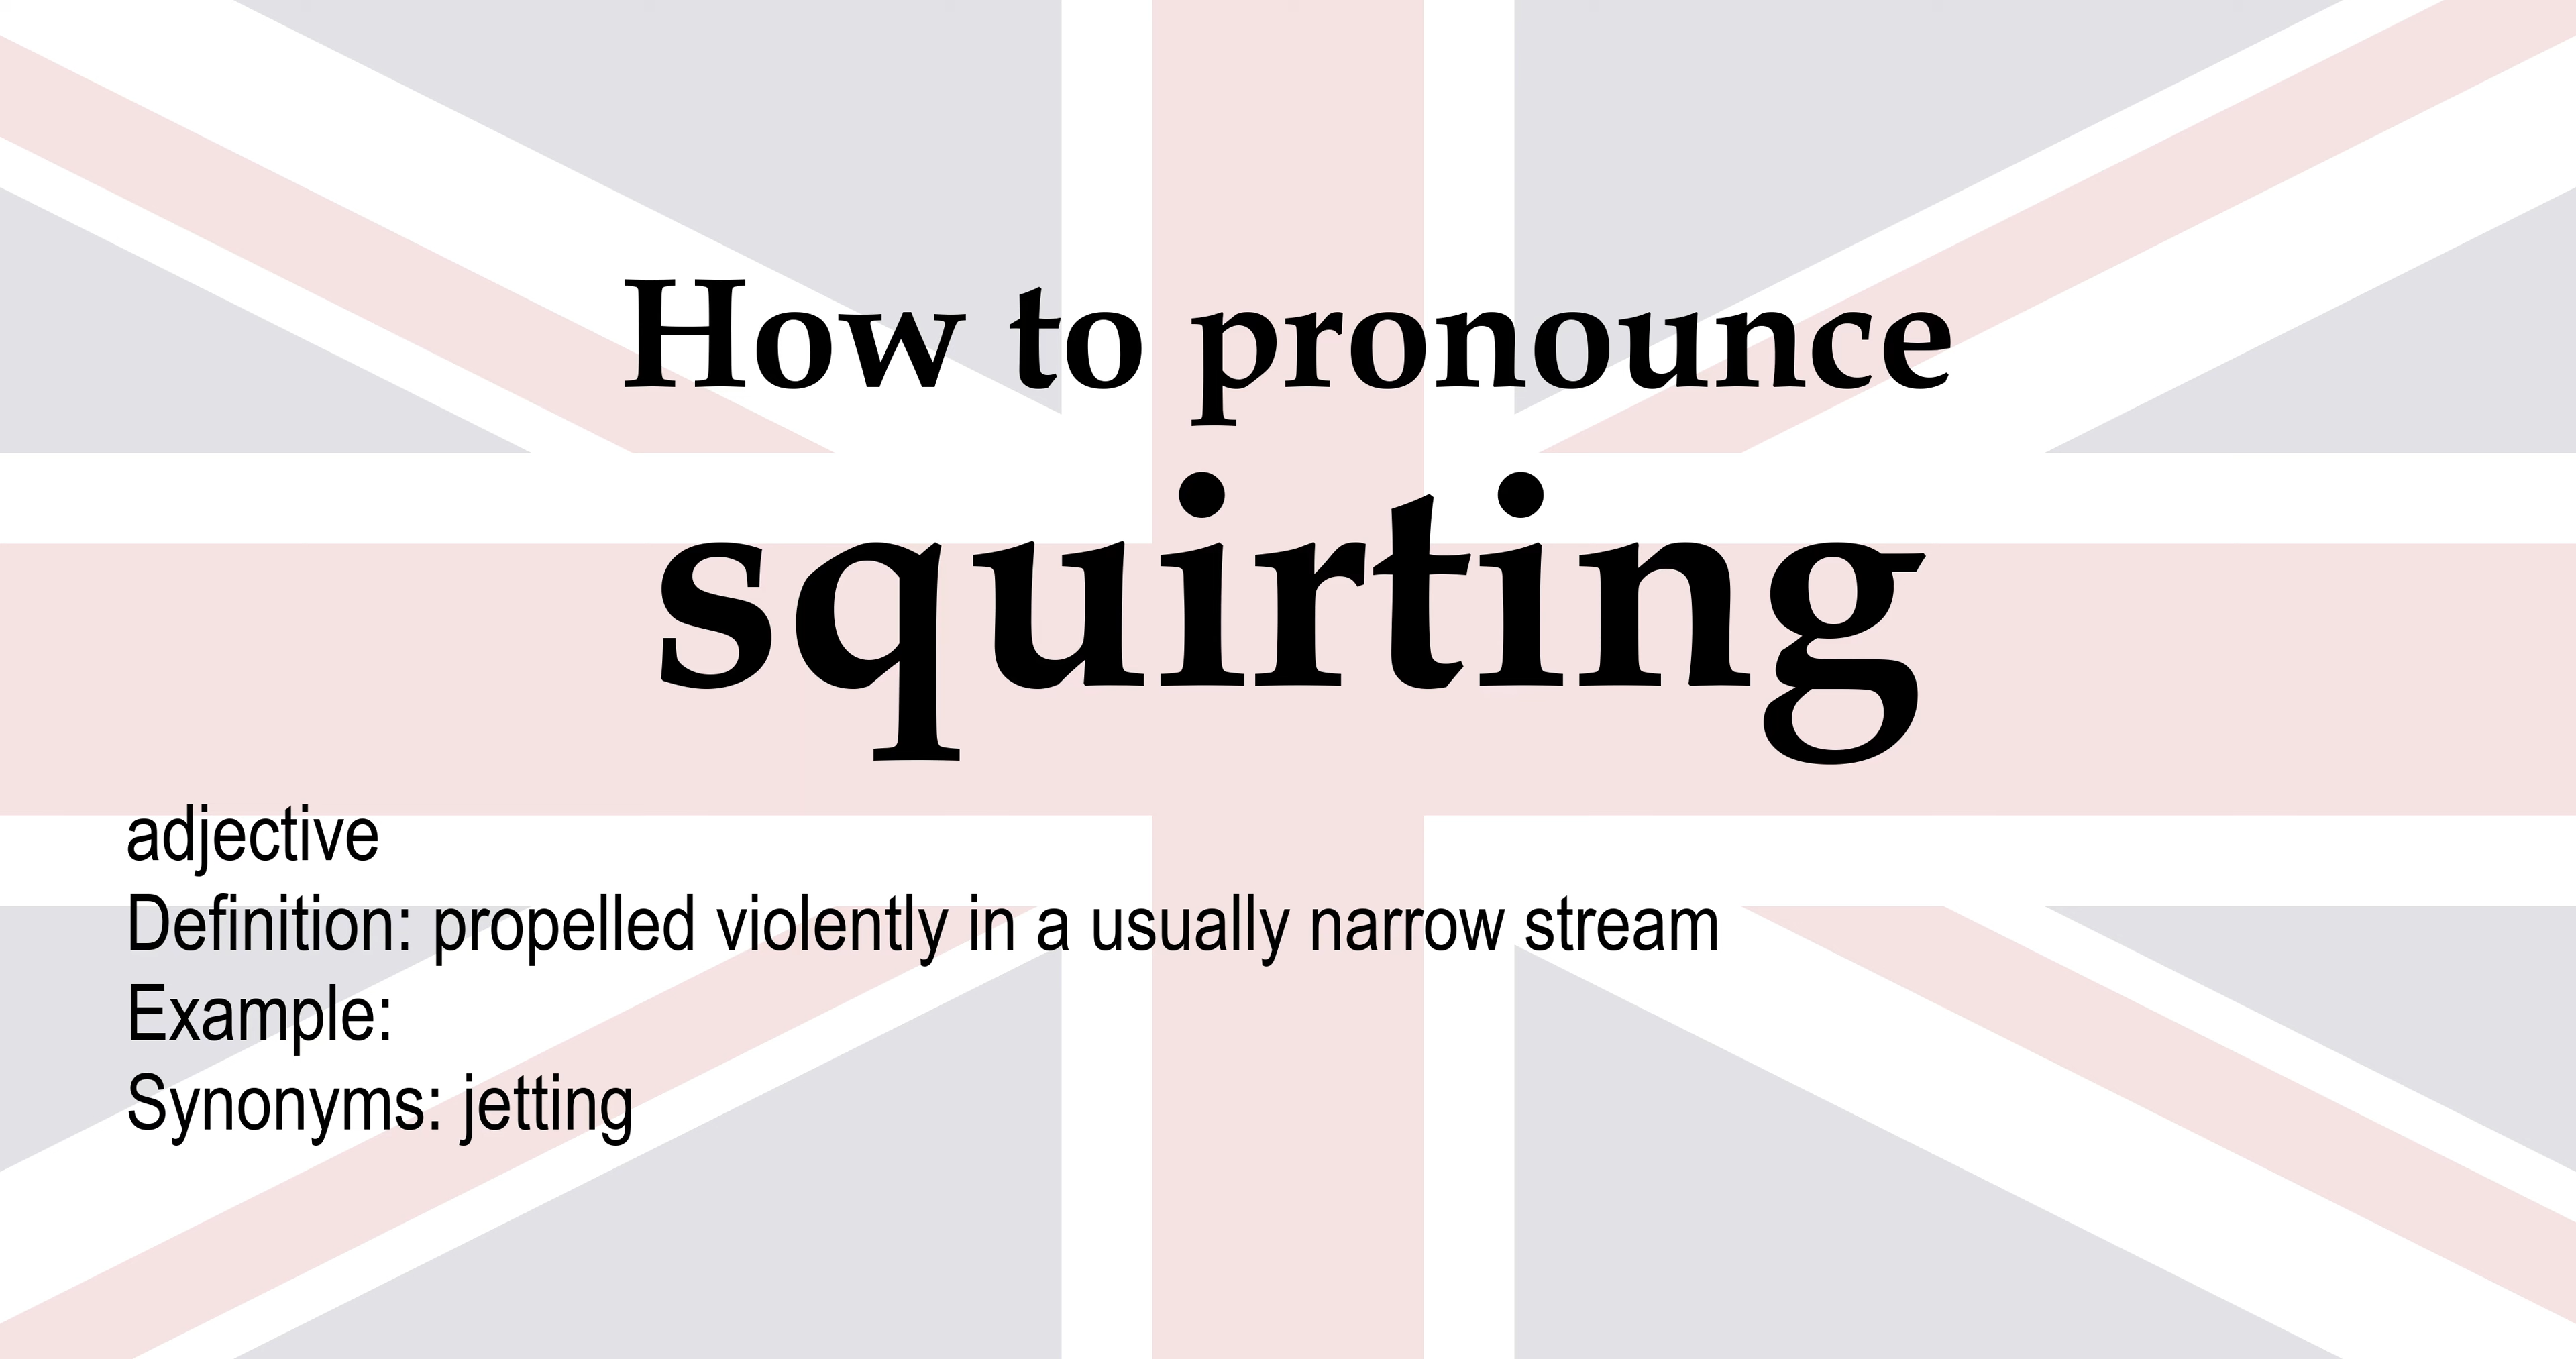 How to pronounce
squirting
adjective
Definition: propelled violently in a usually narrow stream
Example:
Synonyms: jetting